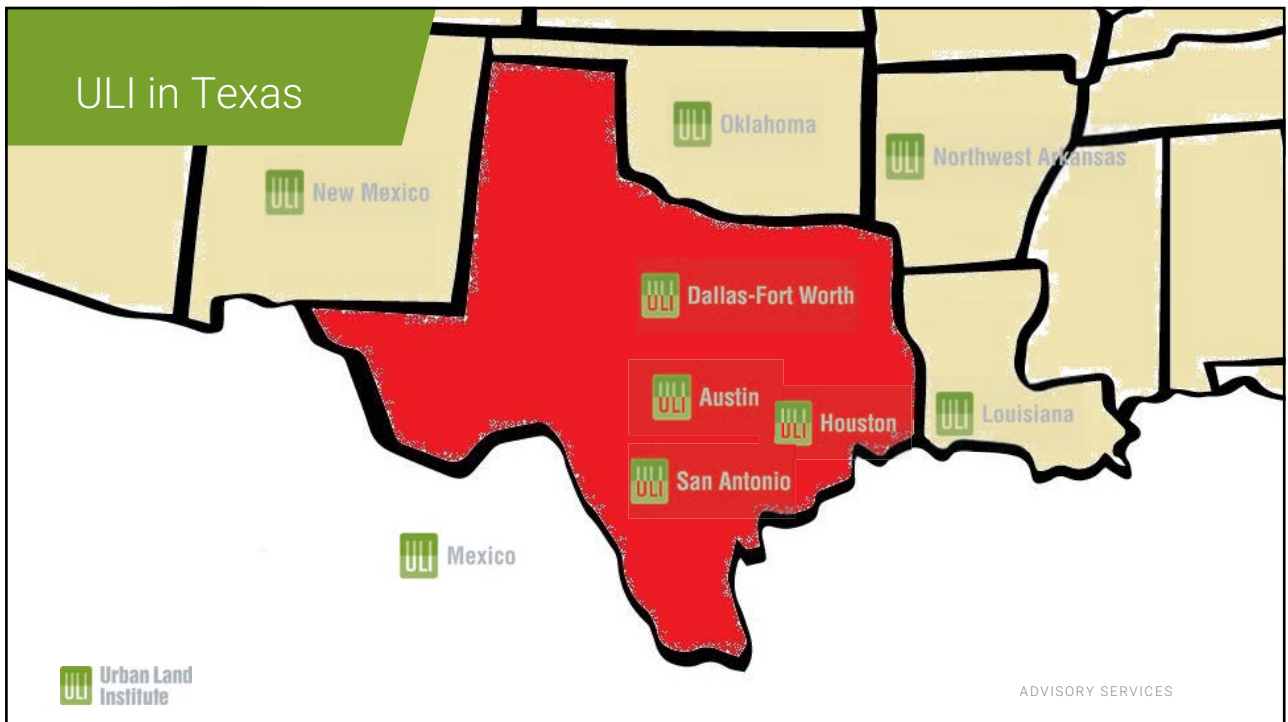 ULI in Texas
ULI Oklahoma
ULI Northwest Arkansas
ULI New Mexico
ULI Dallas-Fort Worth
ULI Austin
ULI Houston
ULI Louisiana
ULI San Antonio
ULI Mexico
ULI Urban Land
Institute
ADVISORY SERVICES